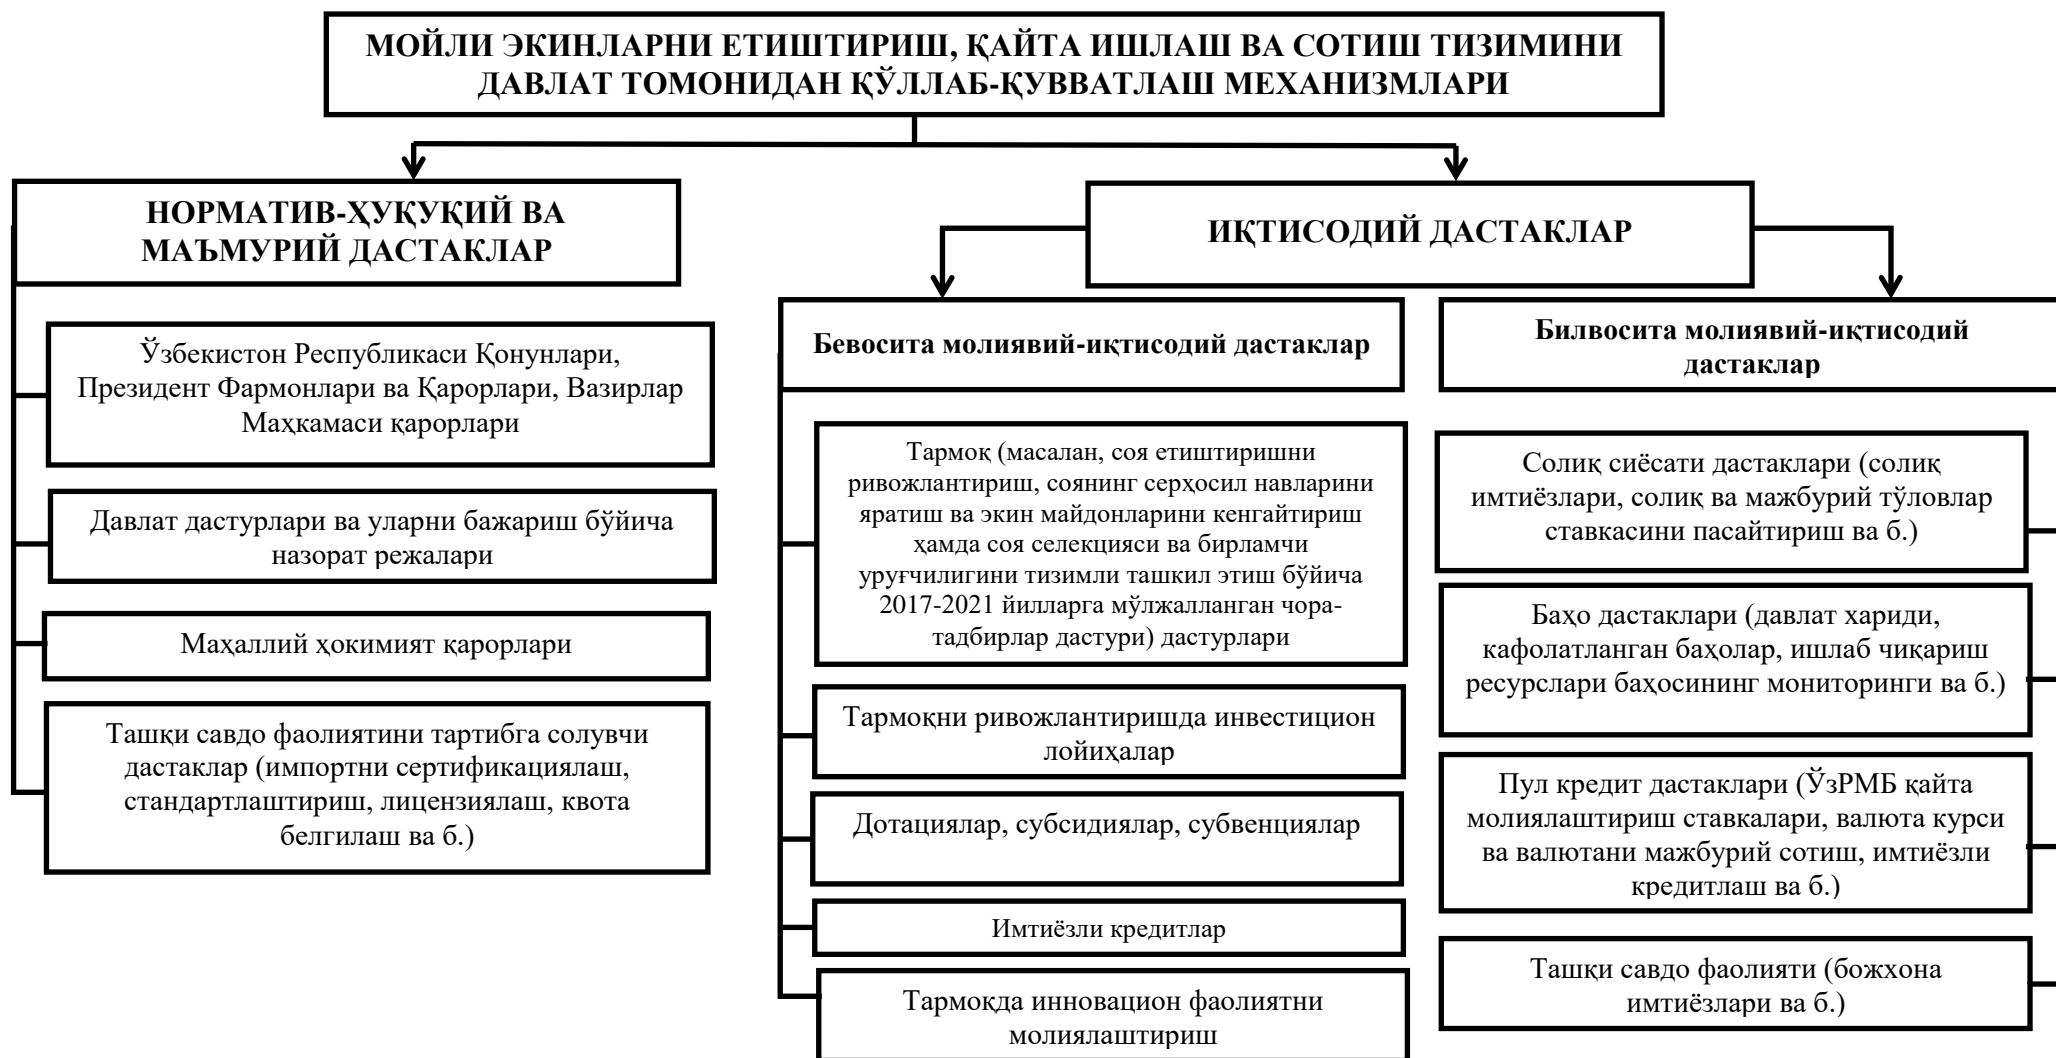 МОЙЛИ ЭКИНЛАРНИ ЕТИШТИРИШ, ҚАЙТА ИШЛАШ ВА СОТИШ ТИЗИМИНИ
ДАВЛАТ ТОМОНИДАН ҚЎЛЛАБ-ҚУВВАТЛАШ МЕХАНИЗМЛАРИ
НОРМАТИВ-ҲУҚУҚИЙ ВА
МАЪМУРИЙ ДАСТАКЛАР
Ўзбекистон Республикаси Қонунлари,
Президент Фармонлари ва Қарорлари, Вазирлар
Маҳкамаси қарорлари
Давлат дастурлари ва уларни бажариш бўйича
назорат режалари
Маҳаллий ҳокимият қарорлари
Ташқи савдо фаолиятини тартибга солувчи
дастаклар (импортни сертификациялаш,
стандартлаштириш, лицензиялаш, квота
белгилаш ва б.)
ИҚТИСОДИЙ ДАСТАКЛАР
Бевосита молиявий-иқтисодий дастаклар
Тармоқ (масалан, соя етиштиришни
ривожлантириш, соянинг серҳосил навларини
яратиш ва экин майдонларини кенгайтириш
ҳамда соя селекцияси ва бирламчи
уруғчилигини тизимли ташкил этиш бўйича
2017-2021 йилларга мўлжалланган чора-
тадбирлар дастури) дастурлари
Тармоқни ривожлантиришда инвестицион
лойиҳалар
Дотациялар, субсидиялар, субвенциялар
Имтиёзли кредитлар
Тармоқда инновацион фаолиятни
молиялаштириш
Билвосита молиявий-иқтисодий
дастаклар
Солиқ сиёсати дастаклари (солиқ
имтиёзлари, солиқ ва мажбурий тўловлар
ставкасини пасайтириш ва б.)
Баҳо дастаклари (давлат хариди,
кафолатланган баҳолар, ишлаб чиқариш
ресурслари баҳосининг мониторинги ва б.)
Пул кредит дастаклари (ЎзРМБ қайта
молиялаштириш ставкалари, валюта курси
ва валютани мажбурий сотиш, имтиёзли
кредитлаш ва б.)
Ташқи савдо фаолияти (божхона
имтиёзлари ва б.)